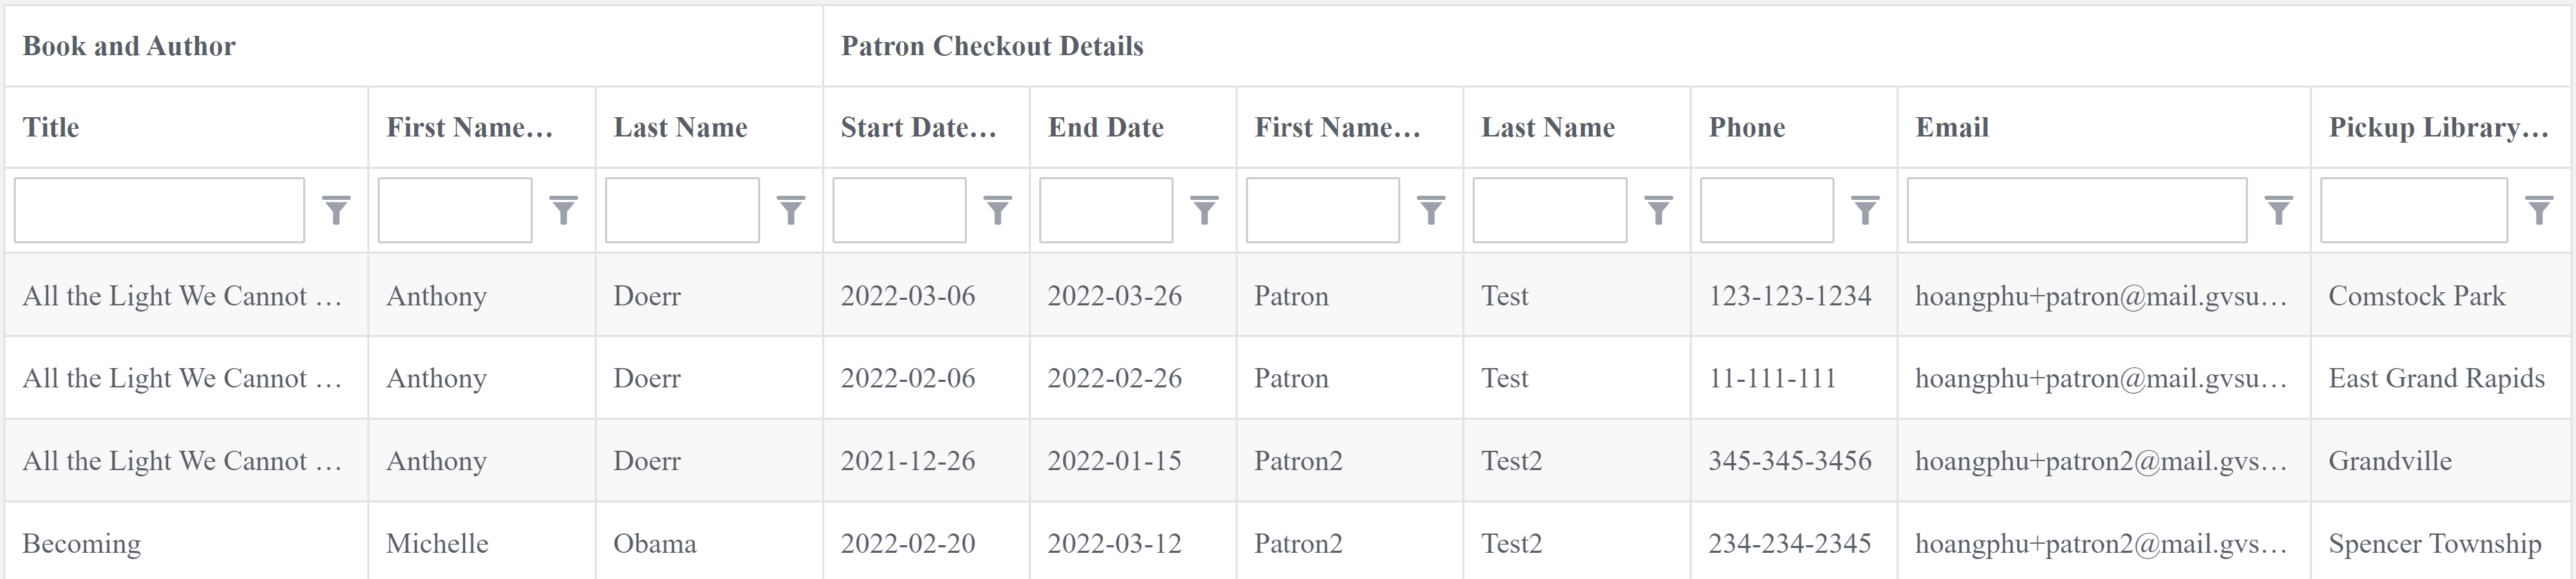 Book and Author Patron Checkout Details
Title First Name… Last Name Start Date… End Date First Name… Last Name Phone Email Pickup Library…
All the Light We Cannot … Anthony Doerr 2022-03-06 2022-03-26 Patron Test 123-123-1234 hoangphu+patron@mail.gvsu… Comstock Park
All the Light We Cannot … Anthony Doerr 2022-02-06 2022-02-26 Patron Test 11-111-111 hoangphu+patron@mail.gvsu… East Grand Rapids
All the Light We Cannot … Anthony Doerr 2021-12-26 2022-01-15 Patron2 Test2 345-345-3456 hoangphu+patron2@mail.gvs… Grandville
Becoming Michelle Obama 2022-02-20 2022-03-12 Patron2 Test2 234-234-2345 hoangphu+patron2@mail.gvs… Spencer Township